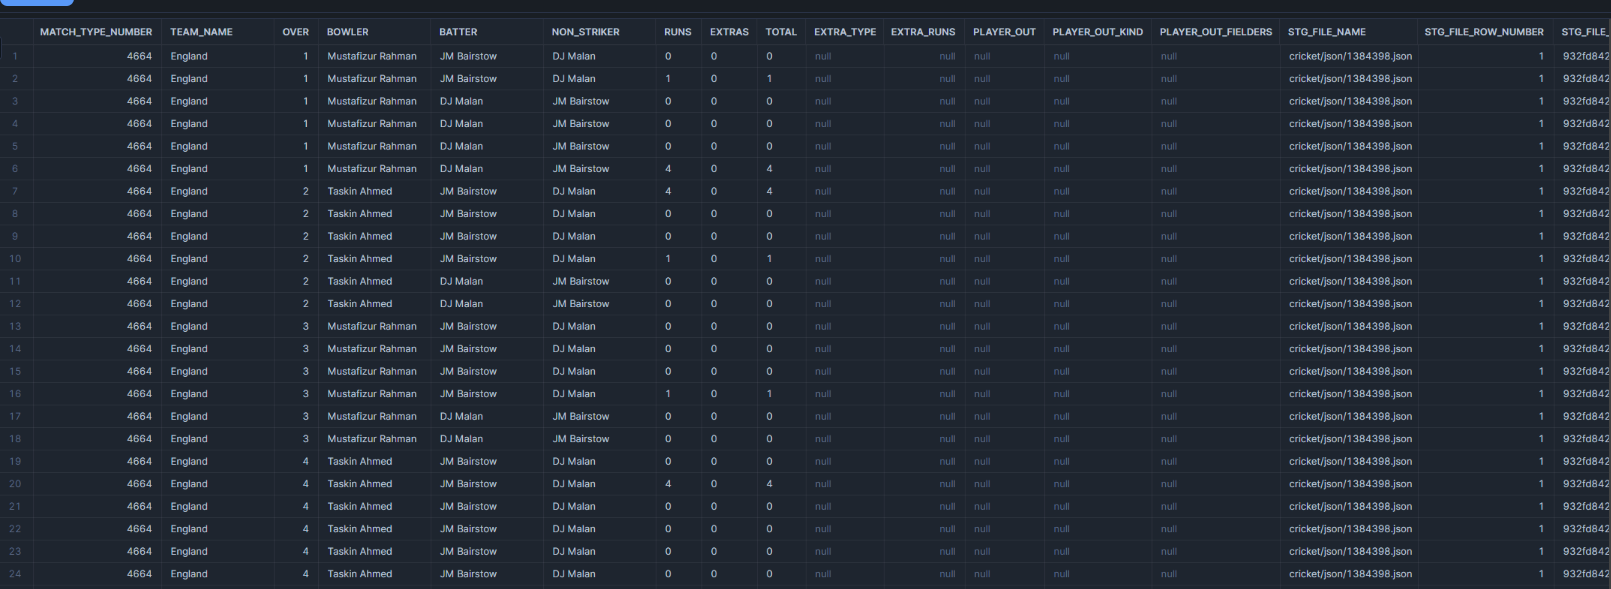 MATCH_TYPE_NUMBER TEAM_NAME OVER BOWLER BATTER NON_STRIKER RUNS EXTRAS TOTAL EXTRA_TYPE EXTRA_RUNS PLAYER_OUT PLAYER_OUT_KIND PLAYER_OUT_FIELDERS STG_FILE_NAME STG_FILE_ROW_NUMBER STG_FILE_
1 4664 England 1 Mustafizur Rahman JM Bairstow DJ Malan 0 0 0 null null null null null cricket/json/1384398.json 1 932fd842
2 4664 England 1 Mustafizur Rahman JM Bairstow DJ Malan 1 0 1 null null null null null cricket/json/1384398.json 1 932fd842
3 4664 England 1 Mustafizur Rahman DJ Malan JM Bairstow 0 0 0 null null null null null cricket/json/1384398.json 1 932fd842
4 4664 England 1 Mustafizur Rahman DJ Malan JM Bairstow 0 0 0 null null null null null cricket/json/1384398.json 1 932fd842
5 4664 England 1 Mustafizur Rahman DJ Malan JM Bairstow 0 0 0 null null null null null cricket/json/1384398.json 1 932fd842
6 4664 England 1 Mustafizur Rahman DJ Malan JM Bairstow 4 0 4 null null null null null cricket/json/1384398.json 1 932fd842
7 4664 England 2 Taskin Ahmed JM Bairstow DJ Malan 4 0 4 null null null null null cricket/json/1384398.json 1 932fd842
8 4664 England 2 Taskin Ahmed JM Bairstow DJ Malan 0 0 0 null null null null null cricket/json/1384398.json 1 932fd842
9 4664 England 2 Taskin Ahmed JM Bairstow DJ Malan 0 0 0 null null null null null cricket/json/1384398.json 1 932fd842
10 4664 England 2 Taskin Ahmed JM Bairstow DJ Malan 1 0 1 null null null null null cricket/json/1384398.json 1 932fd842
11 4664 England 2 Taskin Ahmed DJ Malan JM Bairstow 0 0 0 null null null null null cricket/json/1384398.json 1 932fd842
12 4664 England 2 Taskin Ahmed DJ Malan JM Bairstow 0 0 0 null null null null null cricket/json/1384398.json 1 932fd842
13 4664 England 3 Mustafizur Rahman JM Bairstow DJ Malan 0 0 0 null null null null null cricket/json/1384398.json 1 932fd842
14 4664 England 3 Mustafizur Rahman JM Bairstow DJ Malan 0 0 0 null null null null null cricket/json/1384398.json 1 932fd842
15 4664 England 3 Mustafizur Rahman JM Bairstow DJ Malan 0 0 0 null null null null null cricket/json/1384398.json 1 932fd842
16 4664 England 3 Mustafizur Rahman JM Bairstow DJ Malan 1 0 1 null null null null null cricket/json/1384398.json 1 932fd842
17 4664 England 3 Mustafizur Rahman DJ Malan JM Bairstow 0 0 0 null null null null null cricket/json/1384398.json 1 932fd842
18 4664 England 3 Mustafizur Rahman DJ Malan JM Bairstow 0 0 0 null null null null null cricket/json/1384398.json 1 932fd842
19 4664 England 4 Taskin Ahmed JM Bairstow DJ Malan 0 0 0 null null null null null cricket/json/1384398.json 1 932fd842
20 4664 England 4 Taskin Ahmed JM Bairstow DJ Malan 4 0 4 null null null null null cricket/json/1384398.json 1 932fd842
21 4664 England 4 Taskin Ahmed JM Bairstow DJ Malan 0 0 0 null null null null null cricket/json/1384398.json 1 932fd842
22 4664 England 4 Taskin Ahmed JM Bairstow DJ Malan 0 0 0 null null null null null cricket/json/1384398.json 1 932fd842
23 4664 England 4 Taskin Ahmed JM Bairstow DJ Malan 0 0 0 null null null null null cricket/json/1384398.json 1 932fd842
24 4664 England 4 Taskin Ahmed JM Bairstow DJ Malan 0 0 0 null null null null null cricket/json/1384398.json 1 932fd842